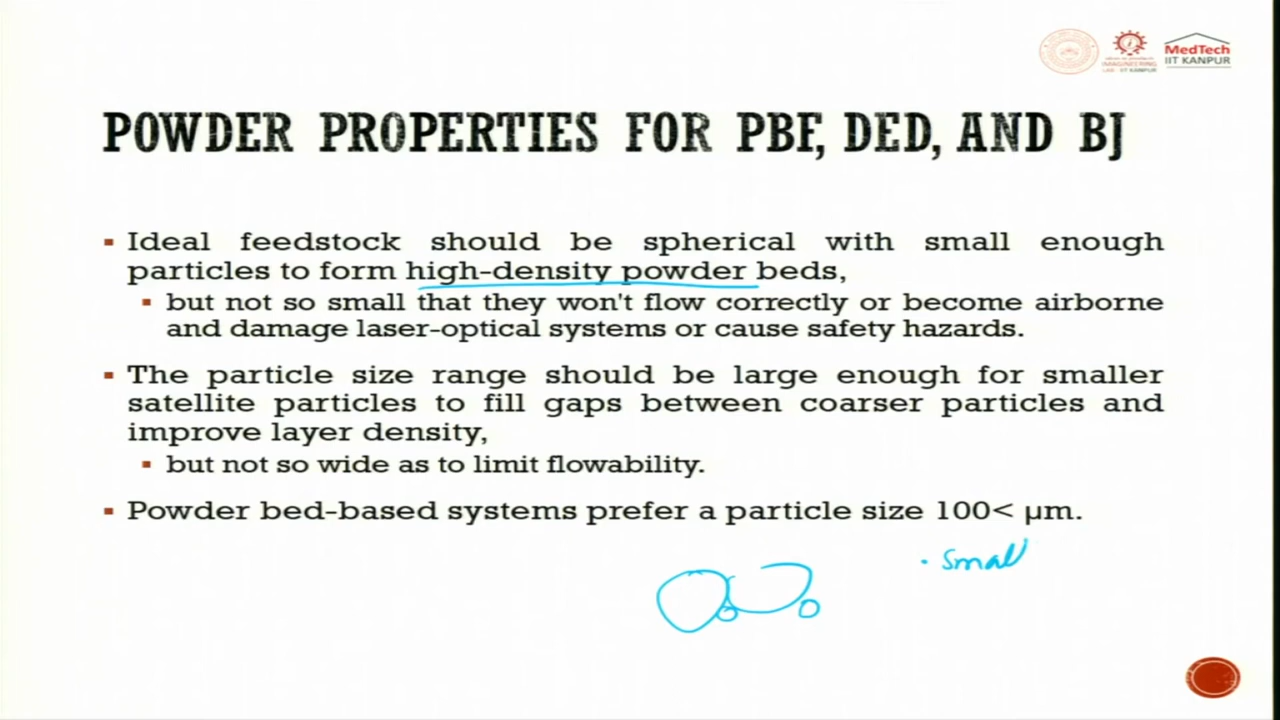 MedTech
IIT KANPUR
IMAGINEERING
LAB - IIT KANPUR
POWDER PROPERTIES FOR PBF, DED, AND BJ
▪ Ideal feedstock should be spherical with small enough
particles to form high-density powder beds,
▪ but not so small that they won't flow correctly or become airborne
and damage laser-optical systems or cause safety hazards.
▪ The particle size range should be large enough for smaller
satellite particles to fill gaps between coarser particles and
improve layer density,
▪ but not so wide as to limit flowability.
▪ Powder bed-based systems prefer a particle size 100< µm.
· Small